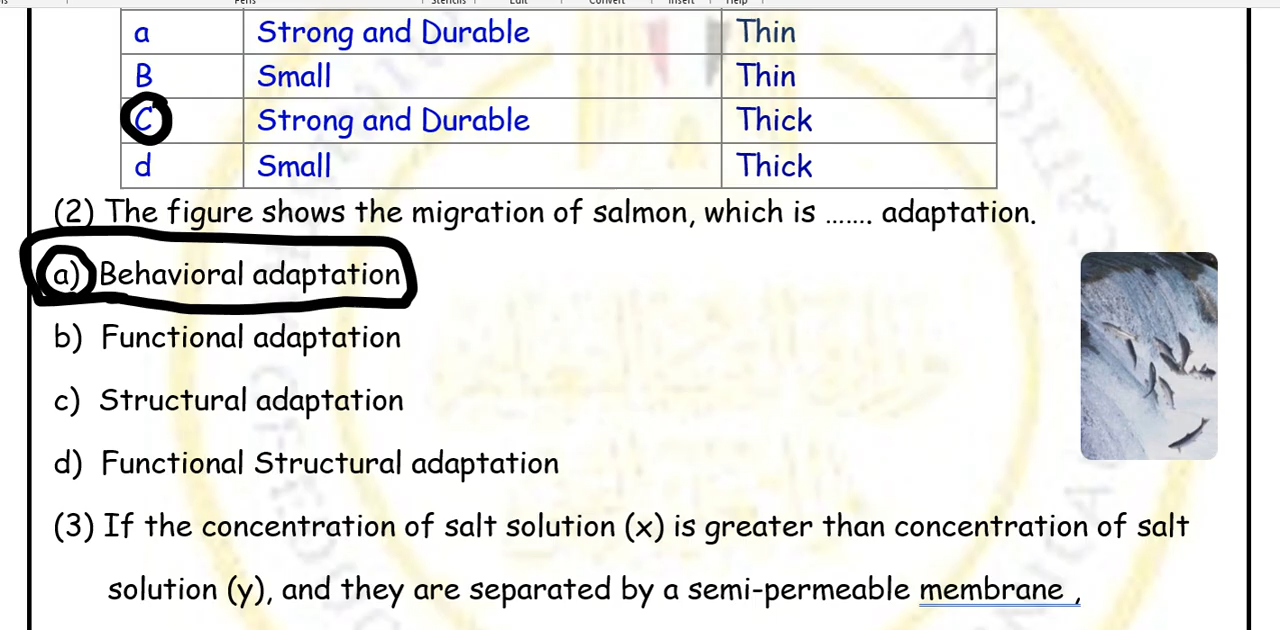 a Strong and Durable Thin
B Small Thin
C Strong and Durable Thick
d Small Thick
(2) The figure shows the migration of salmon, which is ....... adaptation.
a) Behavioral adaptation
b) Functional adaptation
c) Structural adaptation
d) Functional Structural adaptation
(3) If the concentration of salt solution (x) is greater than concentration of salt
solution (y), and they are separated by a semi-permeable membrane ,